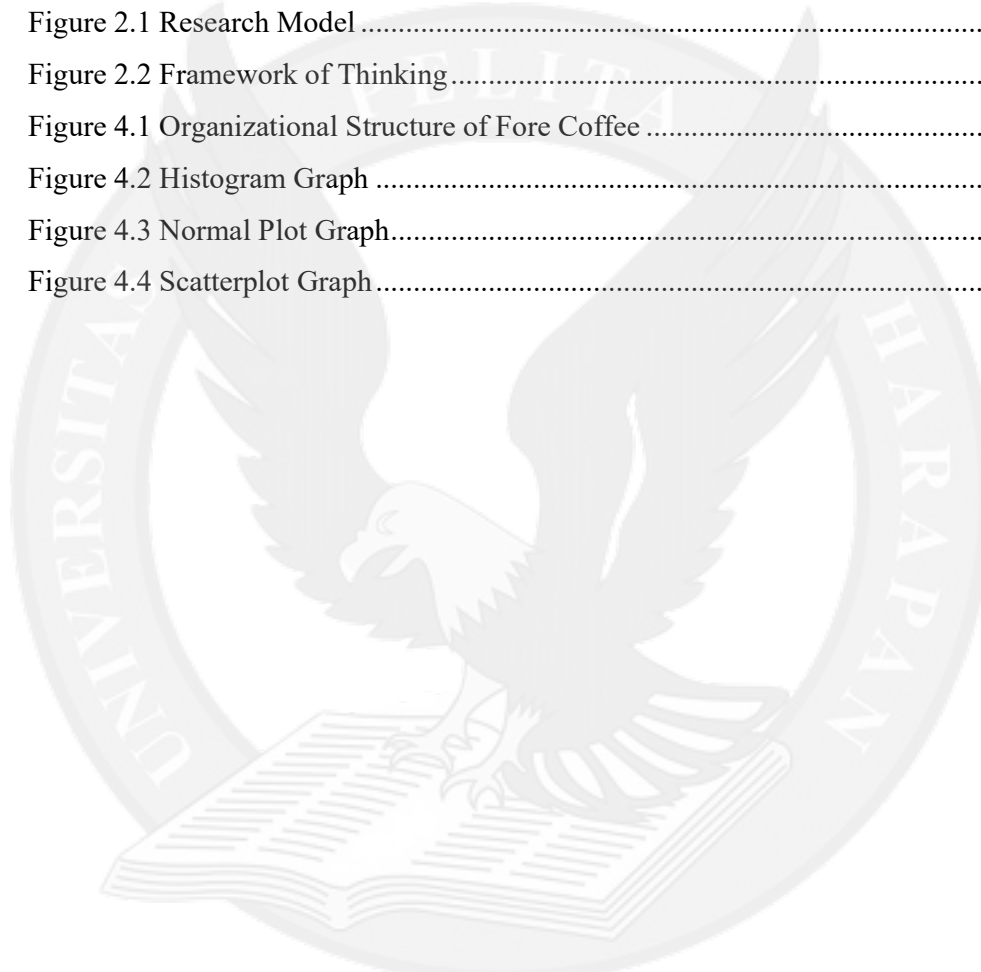 Figure 2.1 Research Model ........................................................................................
Figure 2.2 Framework of Thinking ...........................................................................
Figure 4.1 Organizational Structure of Fore Coffee ................................................
Figure 4.2 Histogram Graph ......................................................................................
Figure 4.3 Normal Plot Graph....................................................................................
Figure 4.4 Scatterplot Graph ......................................................................................
UNIVERSITAS PELITA HARAPAN